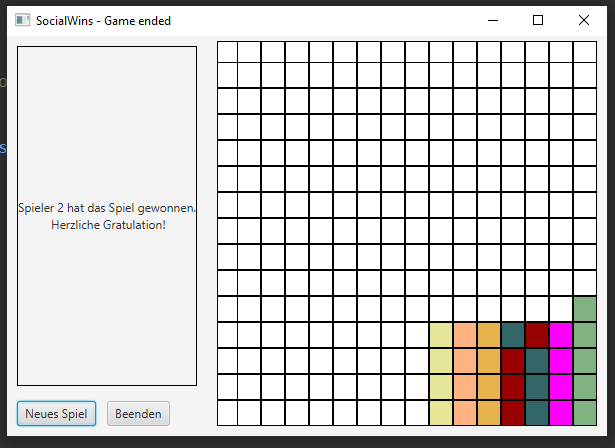 SocialWins - Game ended
Spieler 2 hat das Spiel gewonnen.
Herzliche Gratulation!
Neues Spiel
Beenden